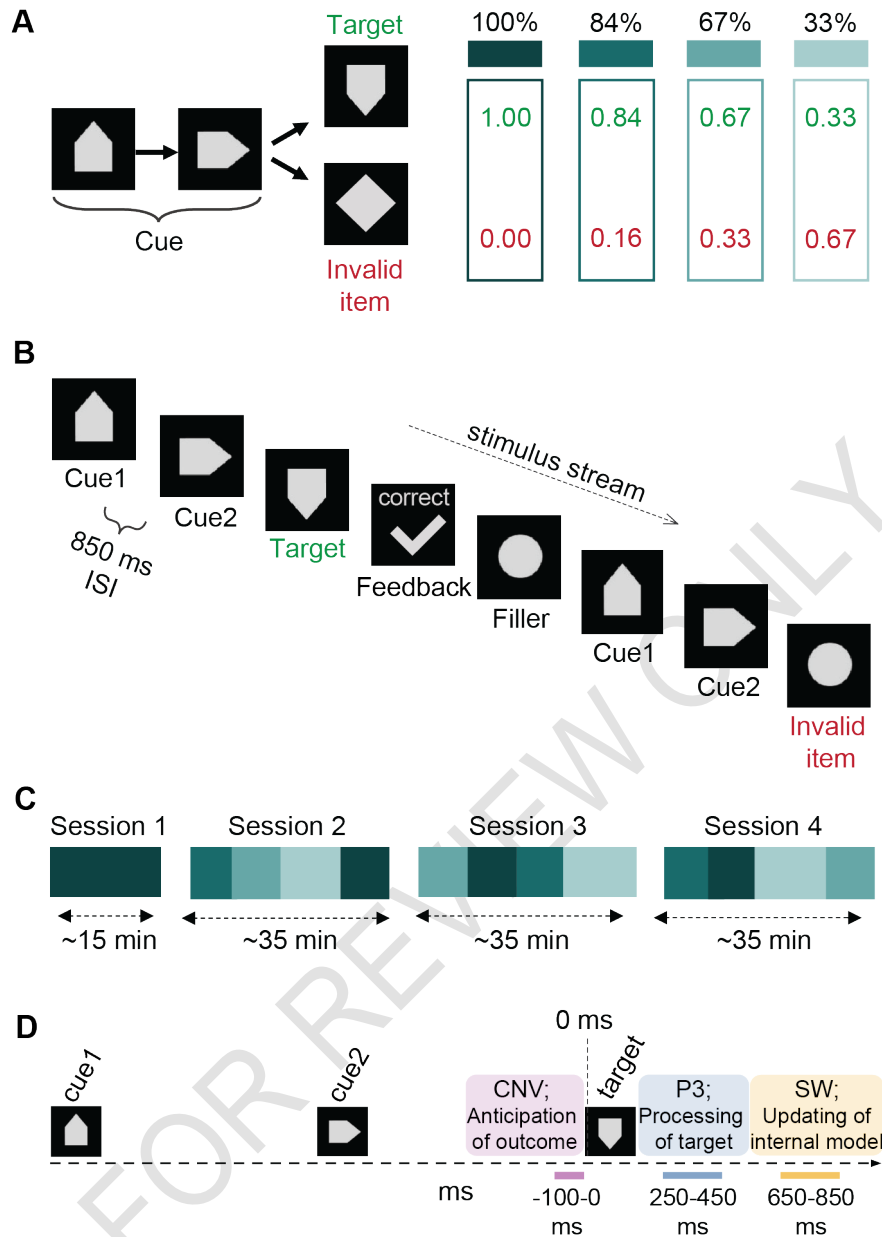 A
Target
100%
84%
67%
33%
1.00
0.84
0.67
0.33
0.00
0.16
0.33
0.67
Cue
Invalid
item
B
stimulus stream
Cue1
850 ms
ISI
Cue2
Target
correct
Feedback
Filler
Cue1
Cue2
Invalid
item
C
Session 1
Session 2
Session 3
Session 4
~15 min
~35 min
~35 min
~35 min
D
0 ms
cue1
cue2
target
CNV;
Anticipation
of outcome
P3;
Processing
of target
SW;
Updating of
internal model
ms
-100-0
ms
250-450
ms
650-850
ms
FOR REVIEW ONLY